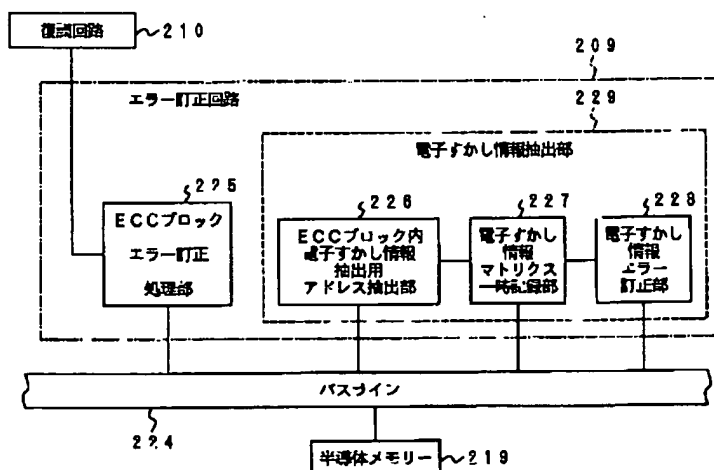 復調回路 210
209
エラー訂正回路
229
電子すかし情報抽出部
225
ECCブロック
エラー訂正
処理部
226
ECCブロック内
電子すかし情報
抽出用
アドレス抽出部
227
電子すかし
情報
マトリクス
一時記録部
228
電子すかし
情報
エラー
訂正部
バスライン
224
半導体メモリー 219